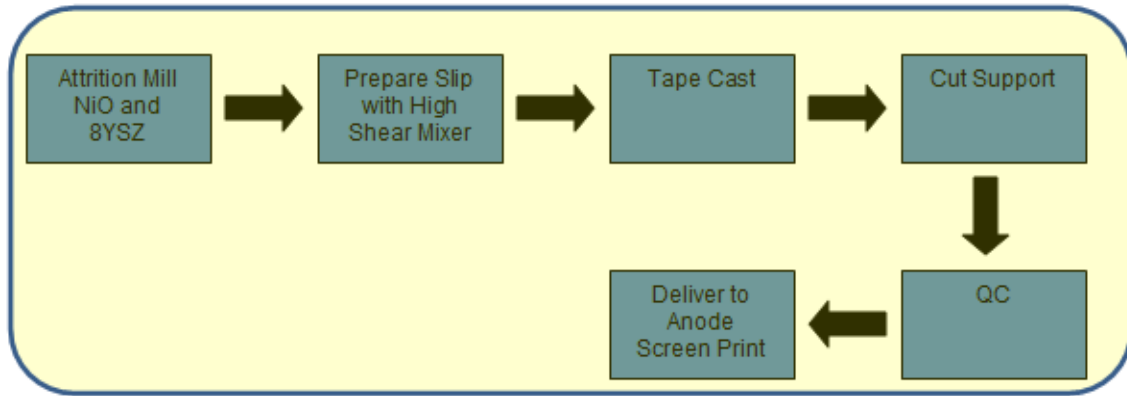 Attrition Mill
NiO and
8YSZ
Prepare Slip
with High
Shear Mixer
Tape Cast
Cut Support
QC
Deliver to
Anode
Screen Print